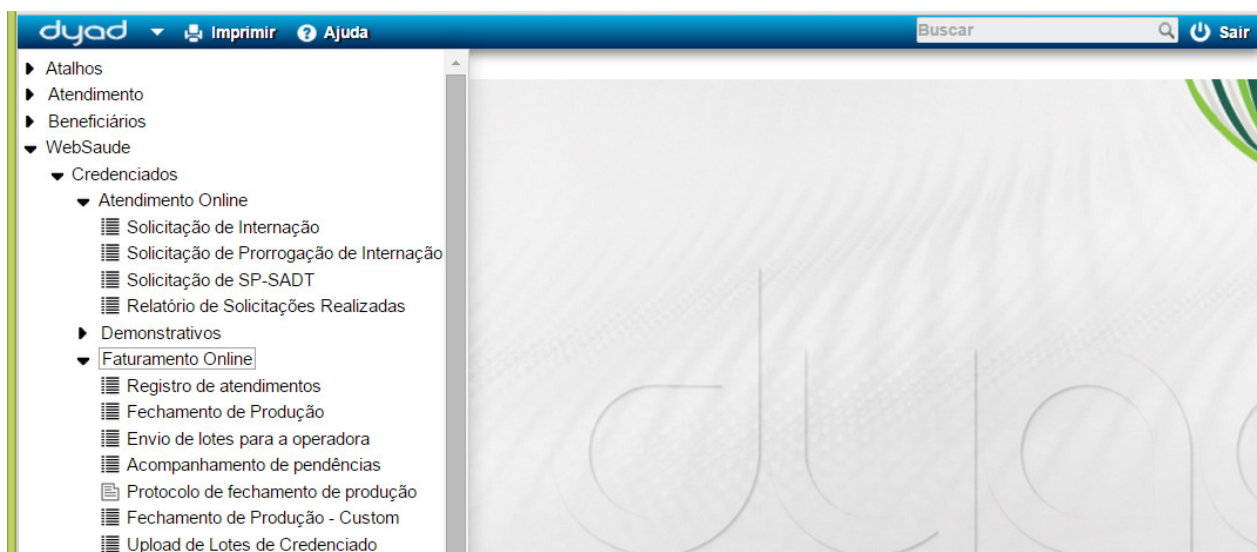 dyad Imprimir Ajuda Buscar Sair
Atalhos
Atendimento
Beneficiários
WebSaude
Credenciados
Atendimento Online
Solicitação de Internação
Solicitação de Prorrogação de Internação
Solicitação de SP-SADT
Relatório de Solicitações Realizadas
Demonstrativos
Faturamento Online
Registro de atendimentos
Fechamento de Produção
Envio de lotes para a operadora
Acompanhamento de pendências
Protocolo de fechamento de produção
Fechamento de Produção - Custom
Upload de Lotes de Credenciado